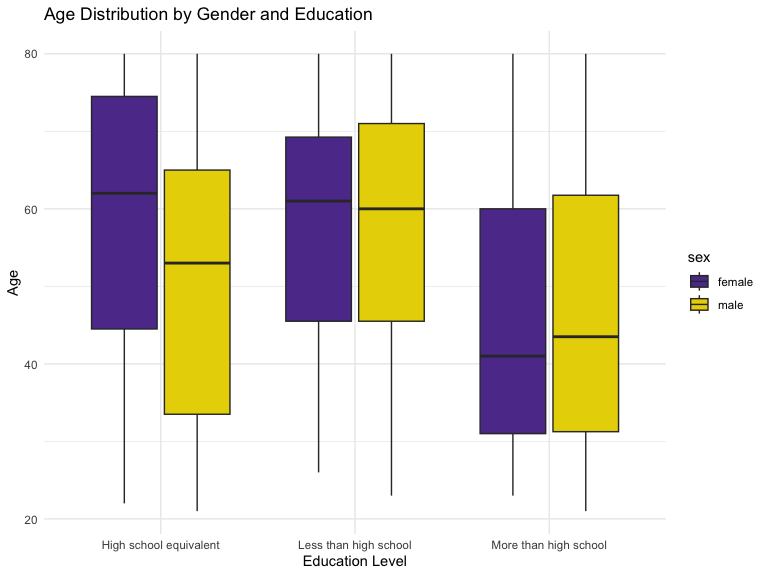 Age Distribution by Gender and Education
80
60
40
20
Age
High school equivalent
Less than high school
More than high school
Education Level
sex
female
male